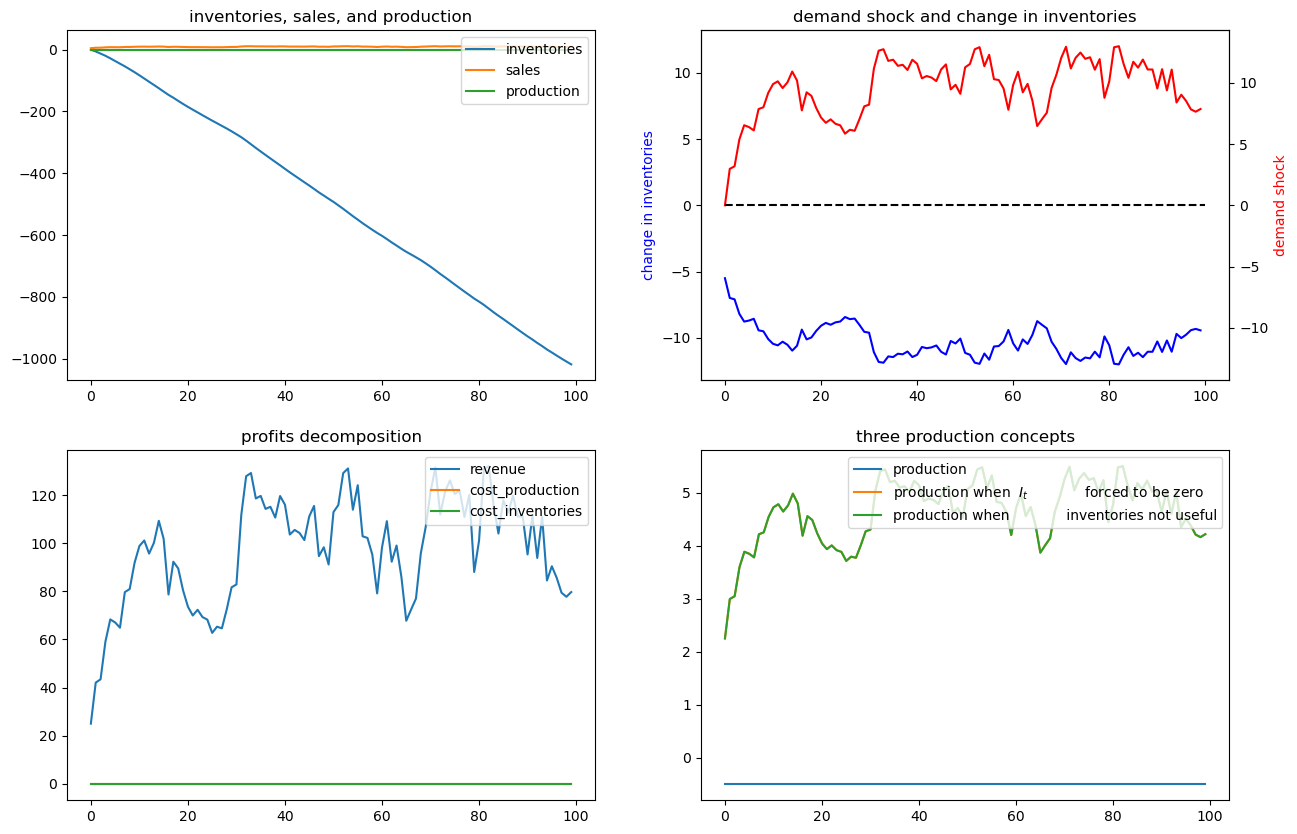 inventories, sales, and production
0
−200
−400
−600
−800
−1000
0 20 40 60 80 100
inventories
sales
production
demand shock and change in inventories
change in inventories
10
5
0
−5
−10
0 20 40 60 80 100
10
5
0
−5
−10
demand shock
profits decomposition
120
100
80
60
40
20
0
0 20 40 60 80 100
revenue
cost_production
cost_inventories
three production concepts
5
4
3
2
1
0
0 20 40 60 80 100
production
production when I_t forced to be zero
production when inventories not useful